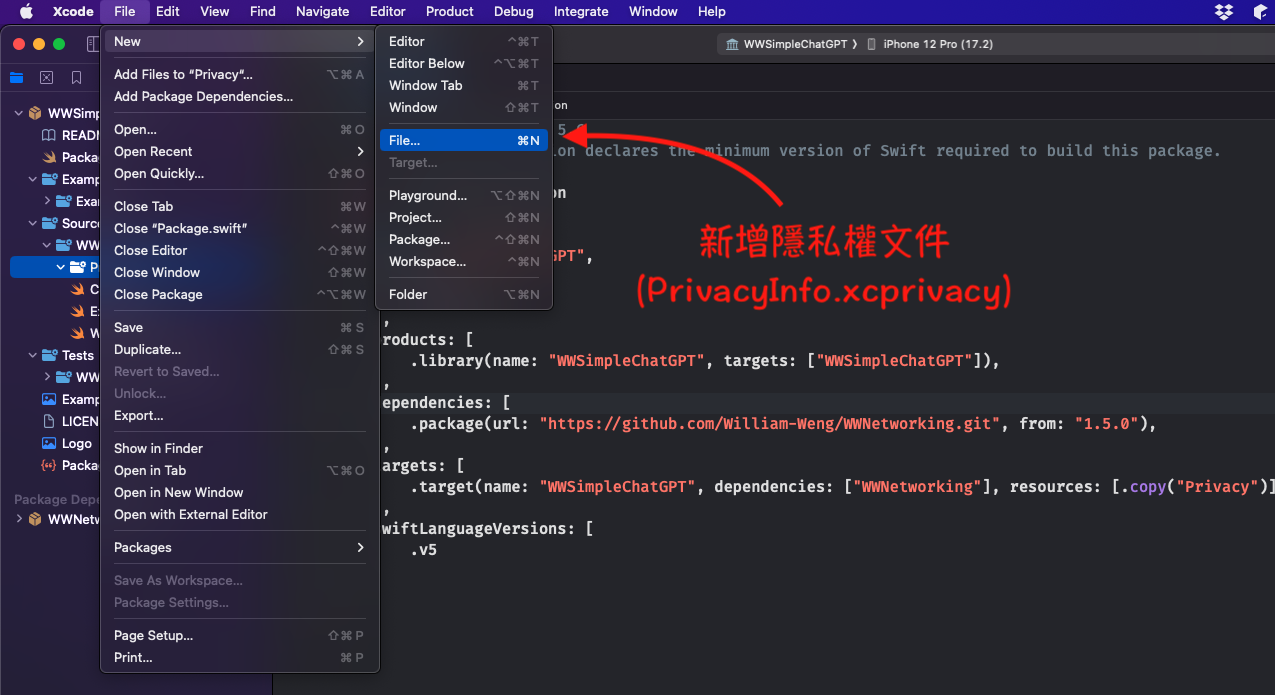 Xcode File Edit View Find Navigate Editor Product Debug Integrate Window Help
WWSimpleChatGPT 〉 iPhone 12 Pro (17.2)
New
Add Files to “Privacy”... ⌥⌘A
Add Package Dependencies...
Open... ⌘O
Open Recent
Open Quickly... ⇧⌘O
Close Tab ⌘W
Close “Package.swift” ^⌘W
Close Editor ^⇧⌘W
Close Window ⇧⌘W
Close Package ^⌥⌘W
Save ⌘S
Duplicate... ⇧⌘S
Revert to Saved...
Unlock...
Export...
Show in Finder
Open in Tab ⌥⌘O
Open in New Window
Open with External Editor
Packages
Save As Workspace...
Package Settings...
Page Setup... ⇧⌘P
Print... ⌘P
Editor ^⌘T
Editor Below ^⌥⌘T
Window Tab ⌘T
Window ⇧⌘T
File... ⌘N
Target...
Playground... ⌥⇧⌘N
Project... ⇧⌘N
Package... ^⇧⌘N
Workspace... ^⌘N
Folder ⌥⌘N
新增隱私權文件
(PrivacyInfo.xcprivacy)
WWSimp
READM
Packa
Examp
Exar
Sourc
WW
P
C
E
W
Tests
WW
Examp
LICEN
Logo
Packa
Package Depe
WWNetw
on
5.
on declares the minimum version of Swift required to build this package.
on
GPT",
,
roducts: [
.library(name: "WWSimpleChatGPT", targets: ["WWSimpleChatGPT"]),
,
ependencies: [
.package(url: "https://github.com/William-Weng/WWNetworking.git", from: "1.5.0"),
,
argets: [
.target(name: "WWSimpleChatGPT", dependencies: ["WWNetworking"], resources: [.copy("Privacy")]
,
wiftLanguageVersions: [
.v5